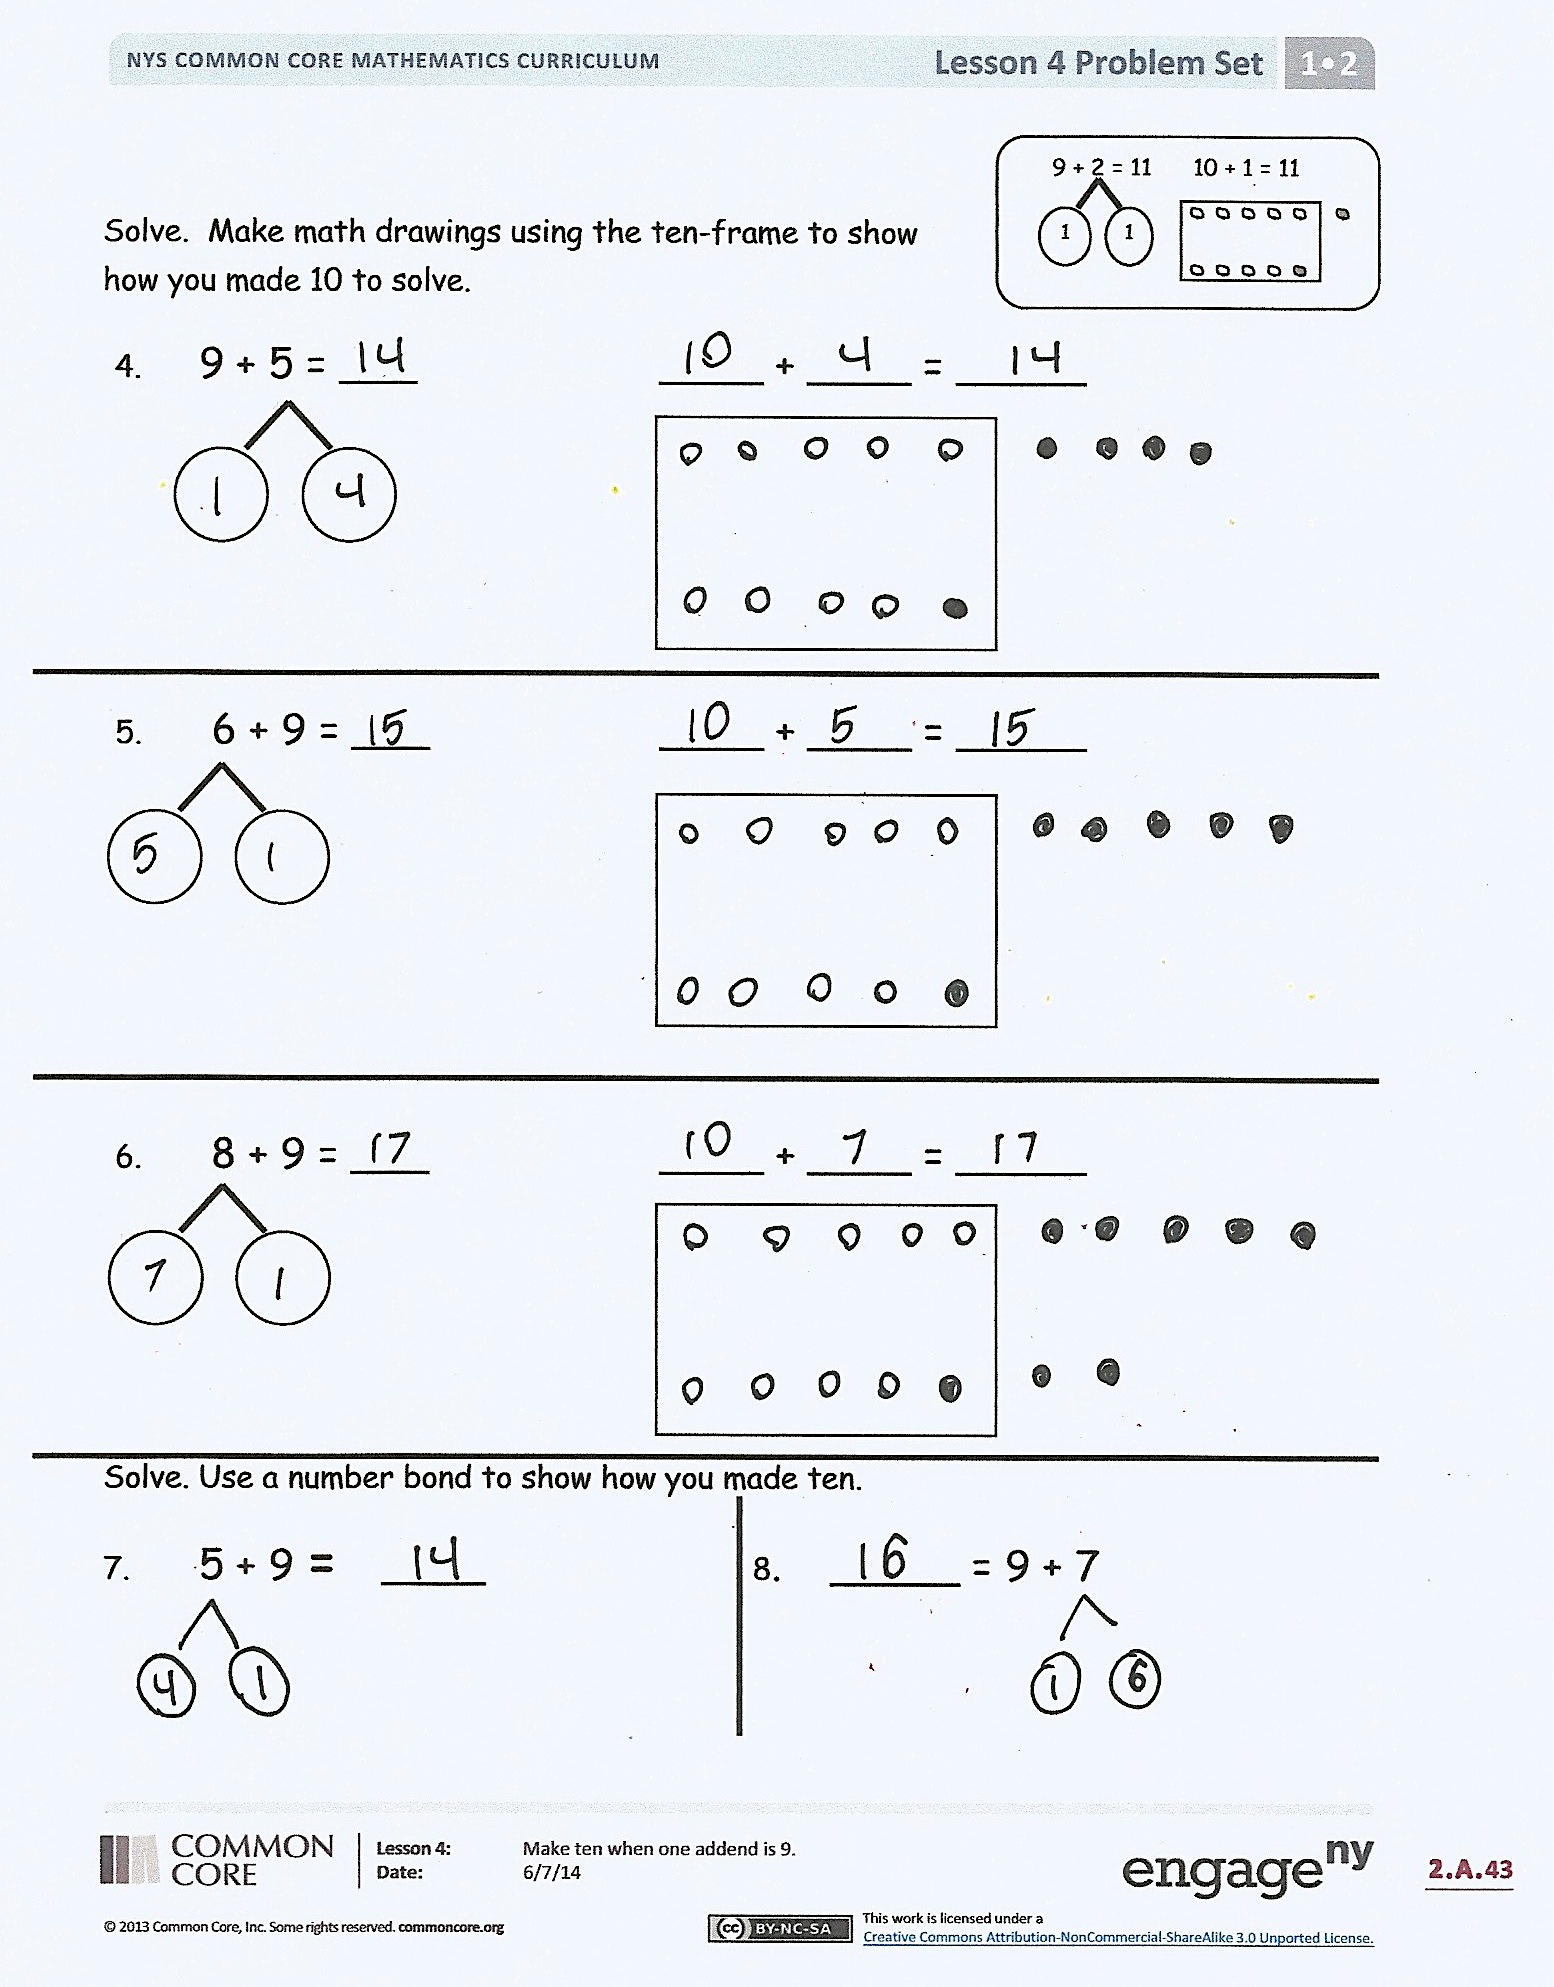 NYS COMMON CORE MATHEMATICS CURRICULUM Lesson 4 Problem Set 1•2
9 + 2 = 11 10 + 1 = 11
1 1
Solve. Make math drawings using the ten-frame to show
how you made 10 to solve.
4. 9 + 5 = 14 10 + 4 = 14
1 4
5. 6 + 9 = 15 10 + 5 = 15
5 1
6. 8 + 9 = 17 10 + 7 = 17
7 1
Solve. Use a number bond to show how you made ten.
7. 5 + 9 = 14 8. 16 = 9 + 7
4 1 1 6
COMMON
CORE
Lesson 4: Make ten when one addend is 9.
Date: 6/7/14
engage ny 2.A.43
© 2013 Common Core, Inc. Some rights reserved. commoncore.org
cc BY-NC-SA
This work is licensed under a
Creative Commons Attribution-NonCommercial-ShareAlike 3.0 Unported License.